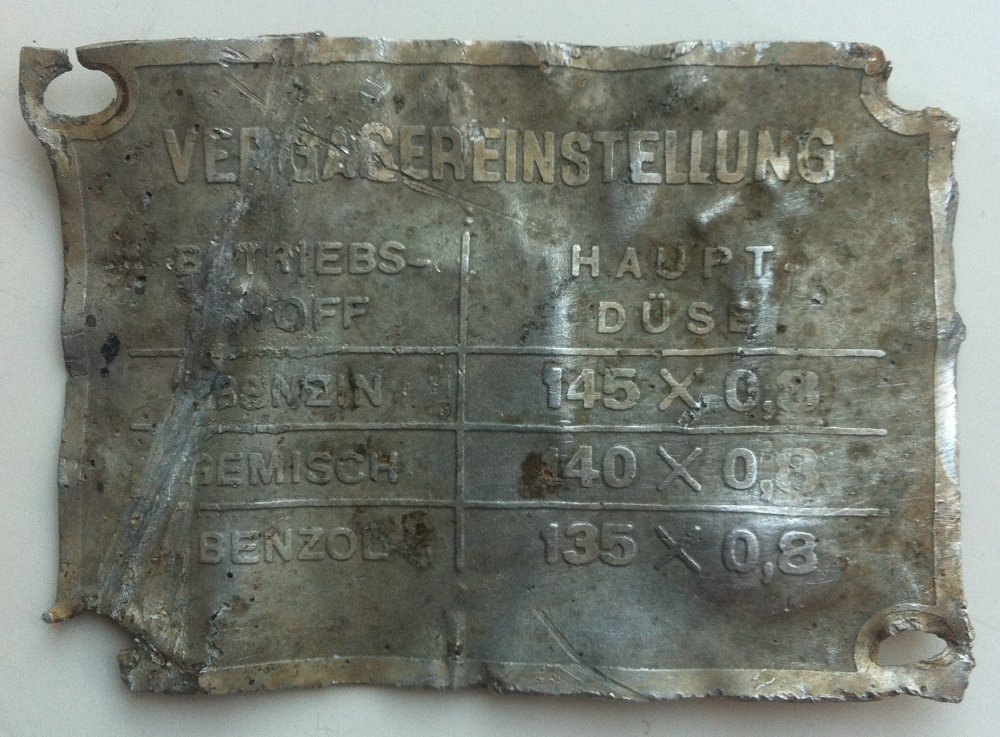 VERGASEREINSTELLUNG
BETRIEBS- HAUPT-
STOFF DÜSE
BENZIN 145 X 0,8
GEMISCH 140 X 0,8
BENZOL 135 X 0,8